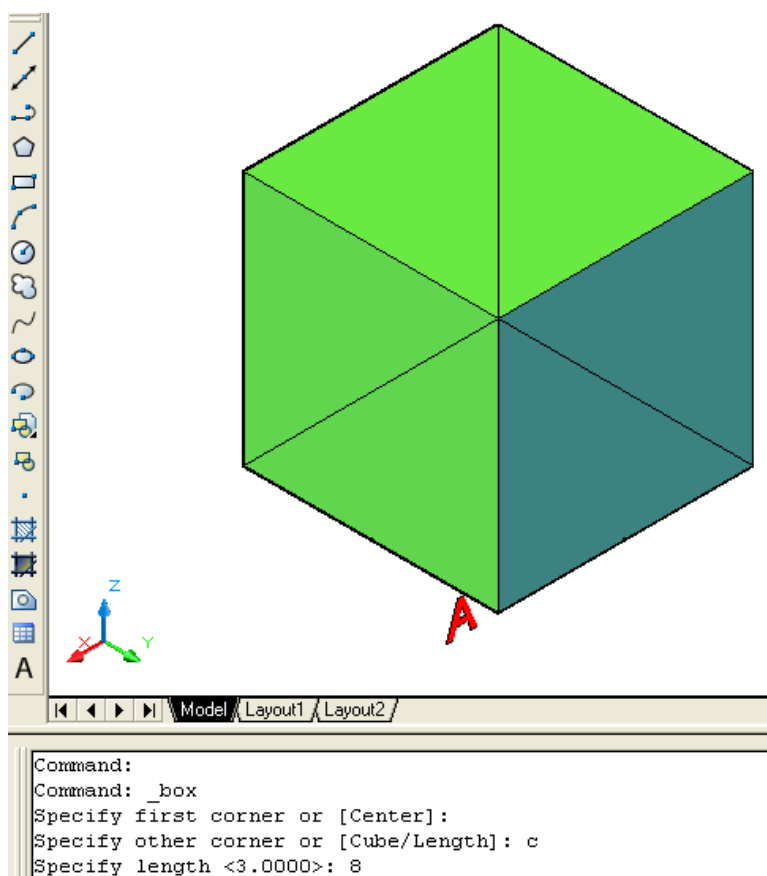 Z
X
Y
A
A
Model Layout1 Layout2
Command:
Command: _box
Specify first corner or [Center]:
Specify other corner or [Cube/Length]: c
Specify length <3.0000>: 8